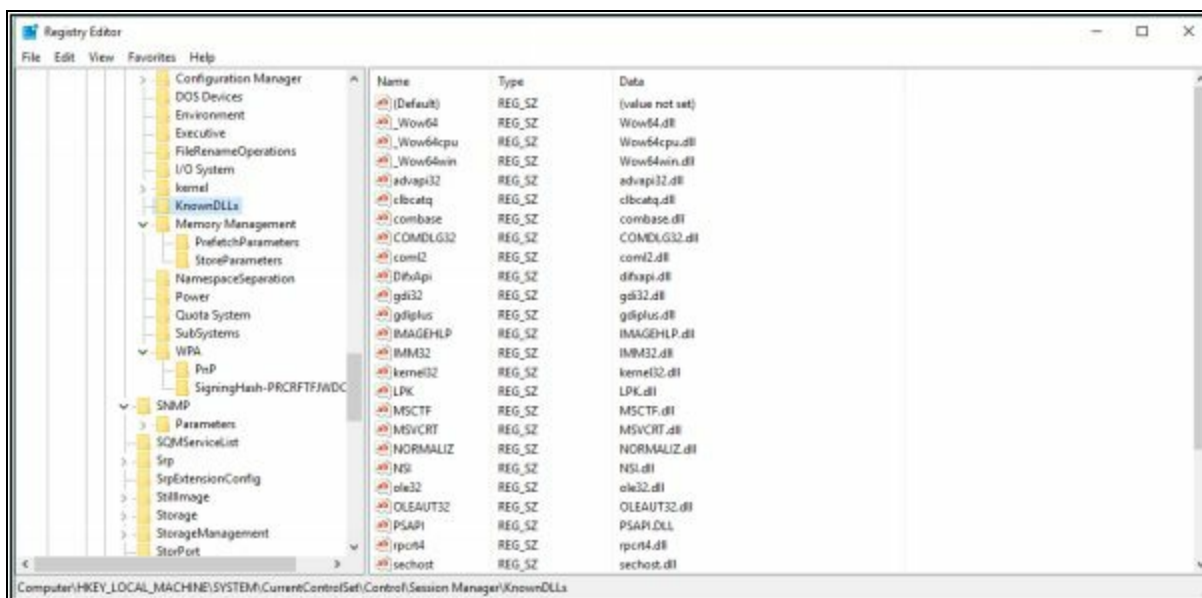 Registry Editor
File Edit View Favorites Help
Configuration Manager
DOS Devices
Environment
Executive
FileRenameOperations
I/O System
kernel
KnownDLLs
Memory Management
PrefetchParameters
StoreParameters
NamespaceSeparation
Power
Quota System
SubSystems
WPA
PnP
SigningHash-PRCRFTFJWDC
SNMP
Parameters
SQMServiceList
Srp
SrpExtensionConfig
StillImage
Storage
StorageManagement
StorPort
Name Type Data
(Default) REG_SZ (value not set)
_Wow64 REG_SZ Wow64.dll
_Wow64cpu REG_SZ Wow64cpu.dll
_Wow64win REG_SZ Wow64win.dll
advapi32 REG_SZ advapi32.dll
clbcatq REG_SZ clbcatq.dll
combase REG_SZ combase.dll
COMDLG32 REG_SZ COMDLG32.dll
coml2 REG_SZ coml2.dll
DifxApi REG_SZ difxapi.dll
gdi32 REG_SZ gdi32.dll
gdiplus REG_SZ gdiplus.dll
IMAGEHLP REG_SZ IMAGEHLP.dll
IMM32 REG_SZ IMM32.dll
kernel32 REG_SZ kernel32.dll
LPK REG_SZ LPK.dll
MSCTF REG_SZ MSCTF.dll
MSVCRT REG_SZ MSVCRT.dll
NORMALIZ REG_SZ NORMALIZ.dll
NSI REG_SZ NSI.dll
ole32 REG_SZ ole32.dll
OLEAUT32 REG_SZ OLEAUT32.dll
PSAPI REG_SZ PSAPI.DLL
rpcrt4 REG_SZ rpcrt4.dll
sechost REG_SZ sechost.dll
Computer\HKEY_LOCAL_MACHINE\SYSTEM\CurrentControlSet\Control\Session Manager\KnownDLLs